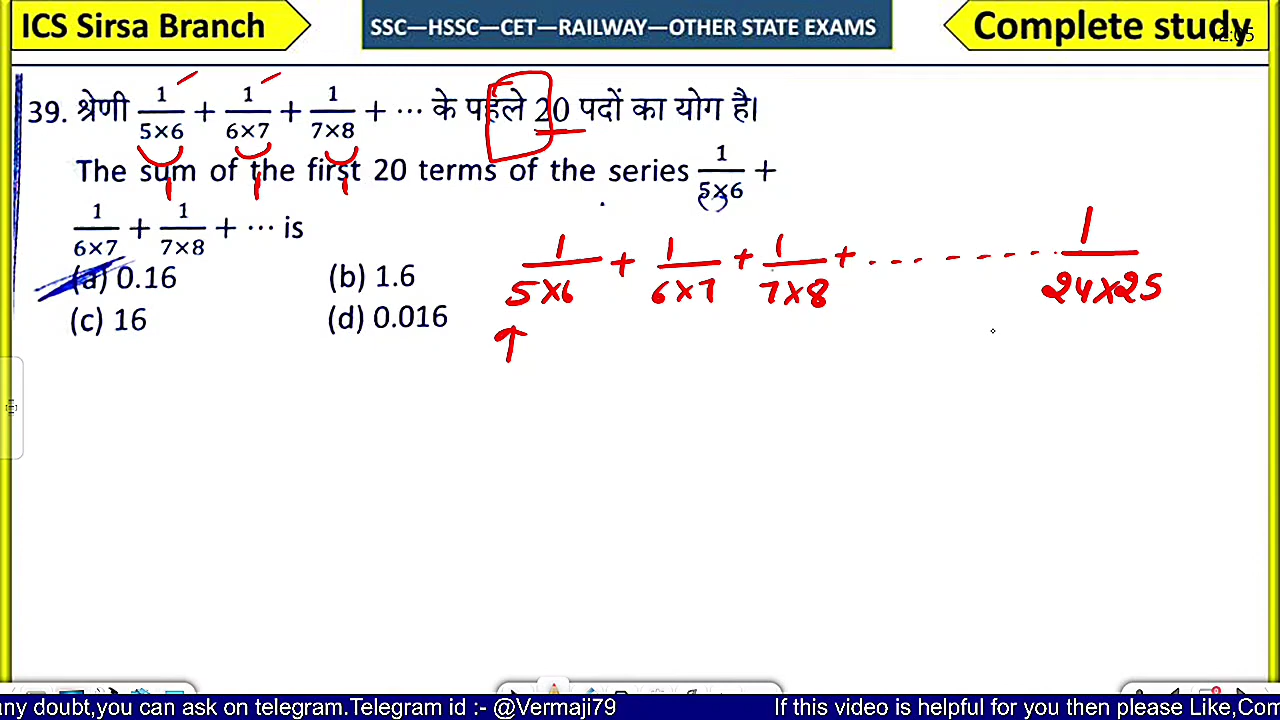 ICS Sirsa Branch
SSC—HSSC—CET—RAILWAY—OTHER STATE EXAMS
Complete study
39. श्रेणी 1/5×6 + 1/6×7 + 1/7×8 + ⋯ के पहले 20 पदों का योग है।
The sum of the first 20 terms of the series 1/5×6 +
1/6×7 + 1/7×8 + ⋯ is
(a) 0.16 (b) 1.6
(c) 16 (d) 0.016
1/5×6 + 1/6×7 + 1/7×8 + - - - - - - - - 1/24×25
any doubt,you can ask on telegram.Telegram id :- @Vermaji79 If this video is helpful for you then please Like,Com